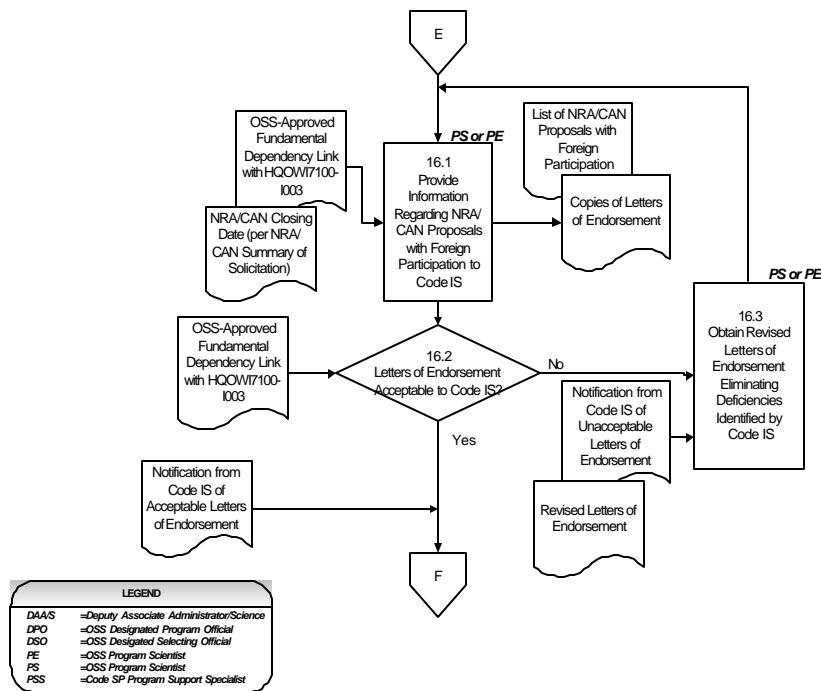 E
OSS-Approved
Fundamental
Dependency Link
with HQOWI7100-
I003
NRA/CAN Closing
Date (per NRA/
CAN Summary of
Solicitation)
PS or PE
16.1
Provide
Information
Regarding NRA/
CAN Proposals
with Foreign
Participation to
Code IS
List of NRA/CAN
Proposals with
Foreign
Participation
Copies of Letters
of Endorsement
PS or PE
16.3
Obtain Revised
Letters of
Endorsement
Eliminating
Deficiencies
Identified by
Code IS
OSS-Approved
Fundamental
Dependency Link
with HQOWI7100-
I003
16.2
Letters of Endorsement
Acceptable to Code IS?
No
Yes
Notification from
Code IS of
Unacceptable
Letters of
Endorsement
Revised Letters of
Endorsement
Notification from
Code IS of
Acceptable Letters
of Endorsement
F
LEGEND
DAA/S =Deputy Associate Administrator/Science
DPO =OSS Designated Program Official
DSO =OSS Desigated Selecting Official
PE =OSS Program Scientist
PS =OSS Program Scientist
PSS =Code SP Program Support Specialist